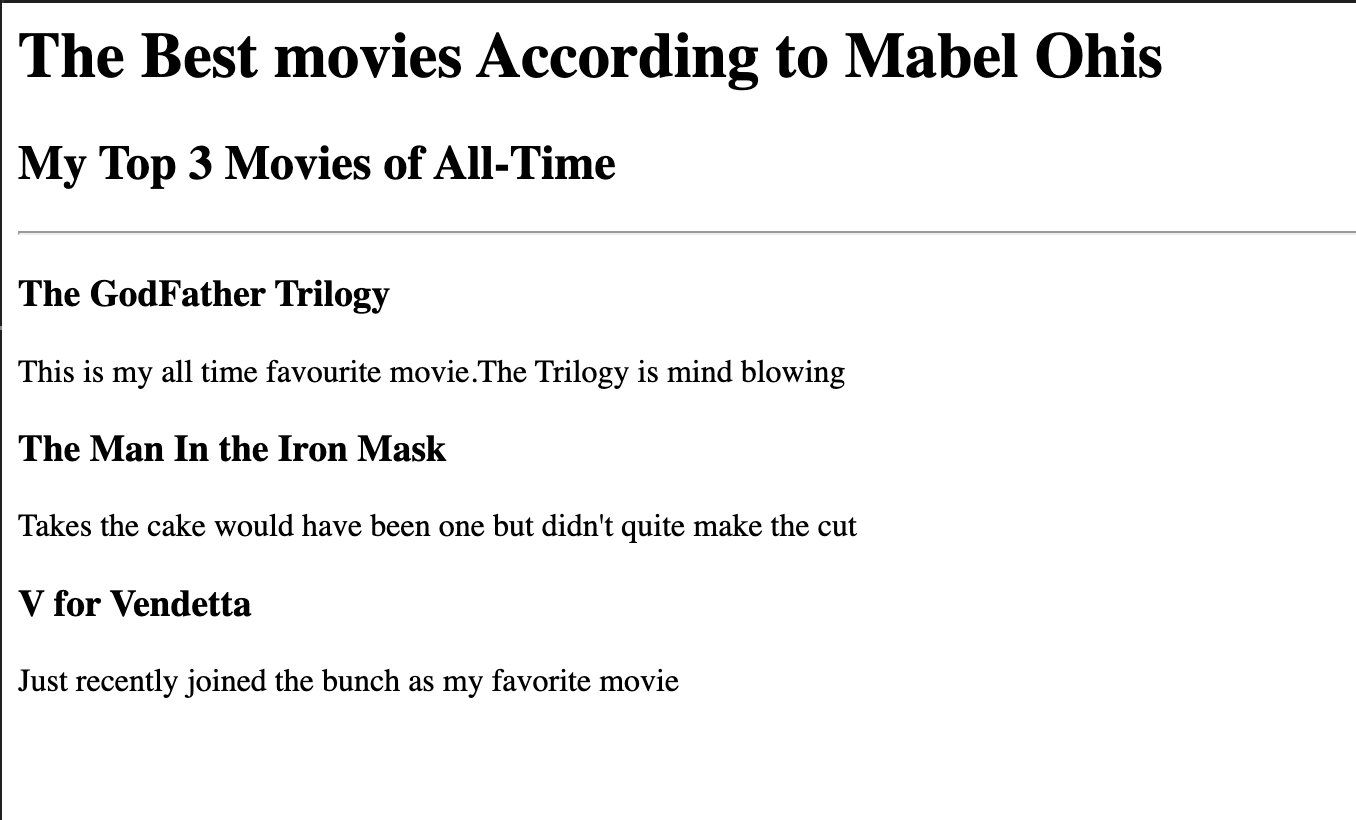 The Best movies According to Mabel Ohis
My Top 3 Movies of All-Time
The GodFather Trilogy
This is my all time favourite movie.The Trilogy is mind blowing
The Man In the Iron Mask
Takes the cake would have been one but didn't quite make the cut
V for Vendetta
Just recently joined the bunch as my favorite movie